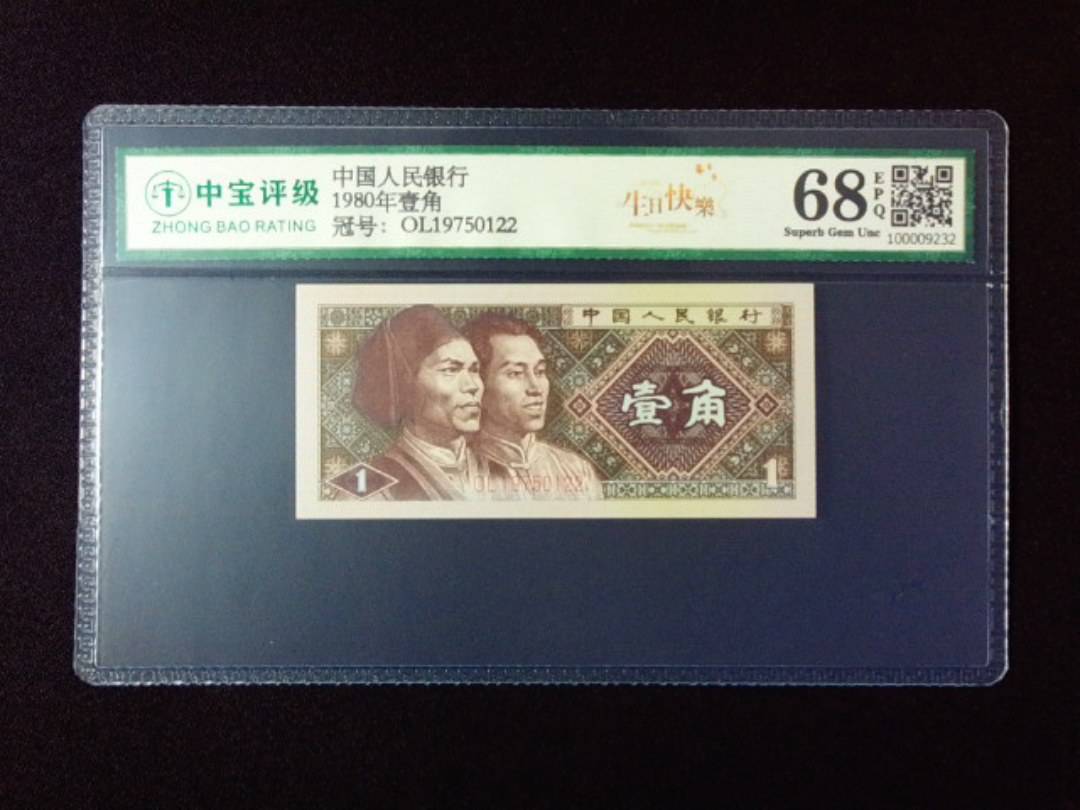 中宝评级
ZHONG BAO RATING
中国人民银行
1980年壹角
冠号：OL19750122
生日快樂
68
EPQ
Superb Gem Unc
100009232
中国人民银行
壹角
1
OL19750122
1